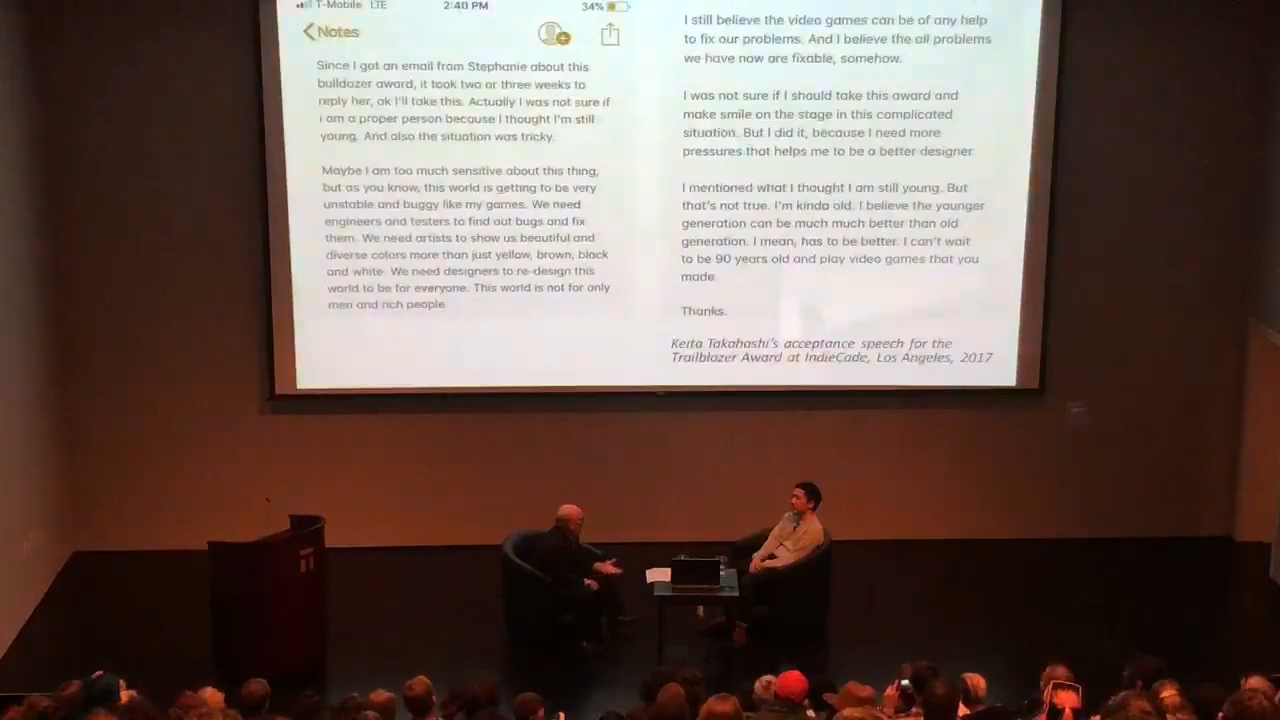 T-Mobile LTE 2:40 PM 34%
Notes
Since I got an email from Stephanie about this
bulldozer award, it took two or three weeks to
reply her, ok I'll take this. Actually I was not sure if
i am a proper person because I thought I'm still
young. And also the situation was tricky.
Maybe I am too much sensitive about this thing,
but as you know, this world is getting to be very
unstable and buggy like my games. We need
engineers and testers to find out bugs and fix
them. We need artists to show us beautiful and
diverse colors more than just yellow, brown, black
and white. We need designers to re-design this
world to be for everyone. This world is not for only
men and rich people.
I still believe the video games can be of any help
to fix our problems. And I believe the all problems
we have now are fixable, somehow.
I was not sure if I should take this award and
make smile on the stage in this complicated
situation. But I did it, because I need more
pressures that helps me to be a better designer.
I mentioned what I thought I am still young. But
that's not true. I'm kinda old. I believe the younger
generation can be much much better than old
generation. I mean, has to be better. I can't wait
to be 90 years old and play video games that you
made.
Thanks.
Keita Takahashi's acceptance speech for the
Trailblazer Award at IndieCade, Los Angeles, 2017